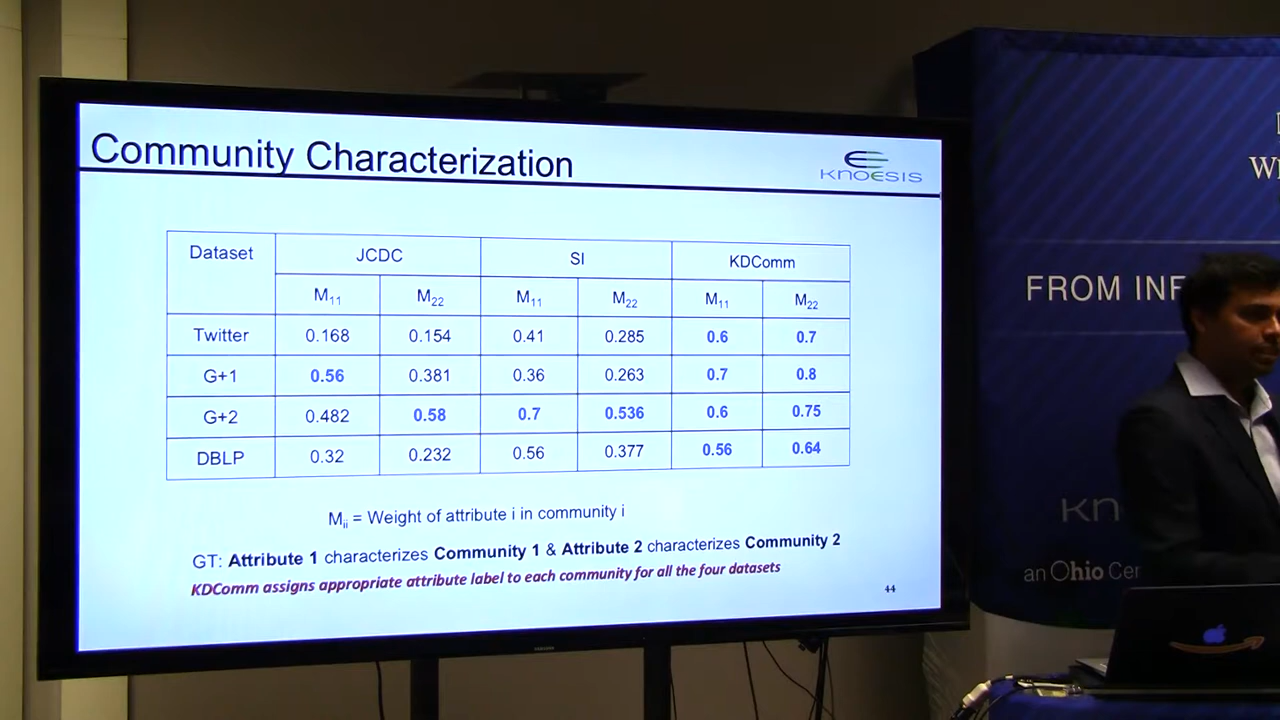 Community Characterization
KNOESIS
Dataset JCDC SI KDComm
M11 M22 M11 M22 M11 M22
Twitter 0.168 0.154 0.41 0.285 0.6 0.7
G+1 0.56 0.381 0.36 0.263 0.7 0.8
G+2 0.482 0.58 0.7 0.536 0.6 0.75
DBLP 0.32 0.232 0.56 0.377 0.56 0.64
Mii = Weight of attribute i in community i
GT: Attribute 1 characterizes Community 1 & Attribute 2 characterizes Community 2
KDComm assigns appropriate attribute label to each community for all the four datasets
44
SAMSUNG
FROM INF
an Ohio